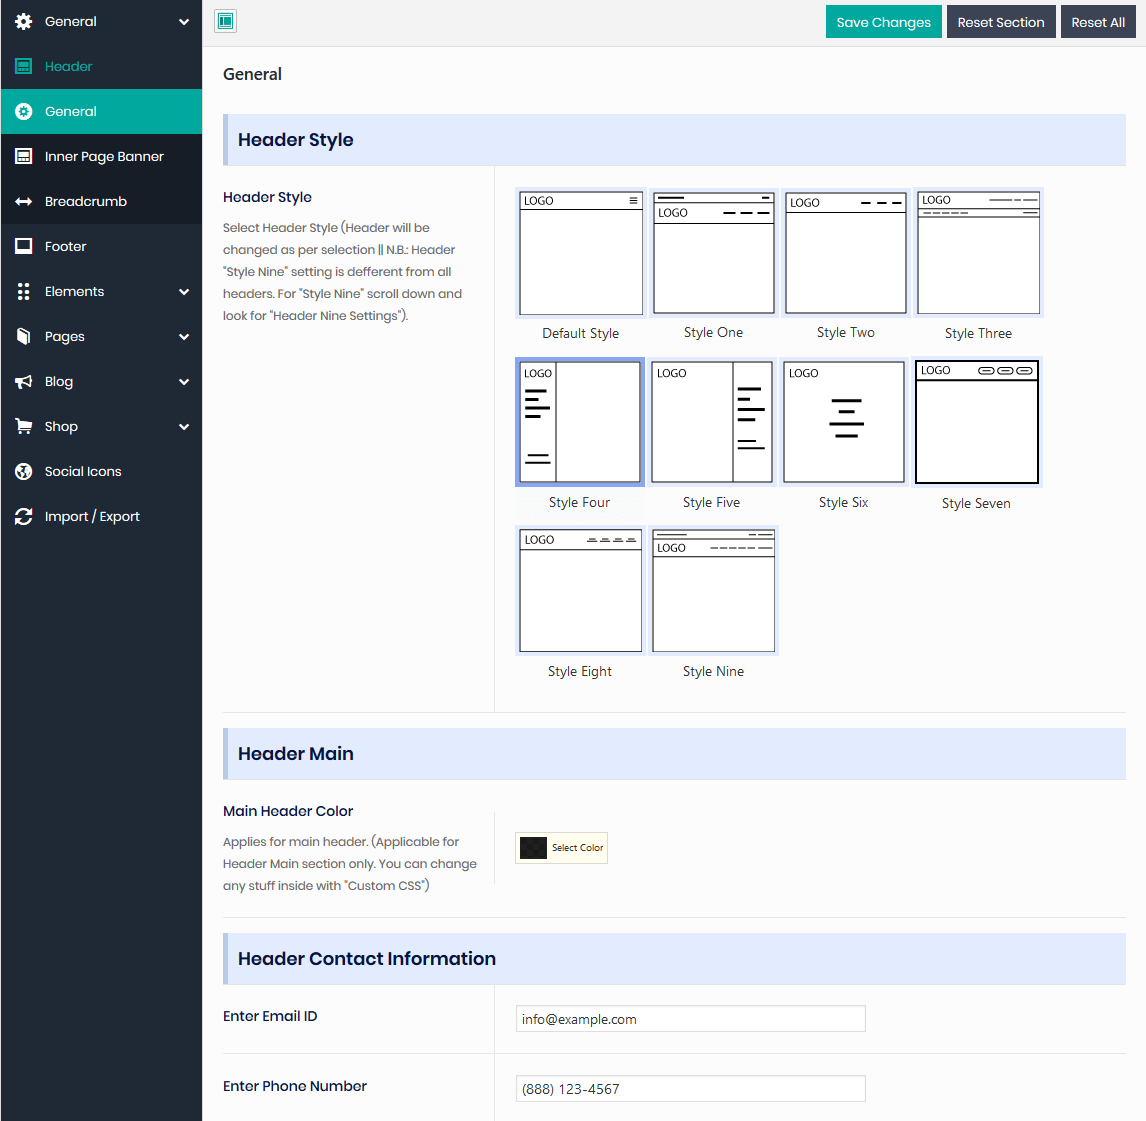 General
Header
General
Inner Page Banner
Breadcrumb
Footer
Elements
Pages
Blog
Shop
Social Icons
Import / Export
Save Changes
Reset Section
Reset All
General
Header Style
Header Style
Select Header Style (Header will be
changed as per selection || N.B.: Header
"Style Nine" setting is defferent from all
headers. For "Style Nine" scroll down and
look for "Header Nine Settings").
LOGO
LOGO
LOGO
LOGO
Default Style
Style One
Style Two
Style Three
LOGO
LOGO
LOGO
LOGO
Style Four
Style Five
Style Six
Style Seven
LOGO
LOGO
Style Eight
Style Nine
Header Main
Main Header Color
Applies for main header. (Applicable for
Header Main section only. You can change
any stuff inside with "Custom CSS")
Select Color
Header Contact Information
Enter Email ID
info@example.com
Enter Phone Number
(888) 123-4567